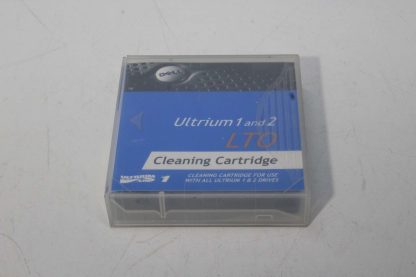 DELL
Ultrium 1 and 2
LTO
Cleaning Cartridge
CLEANING CARTRIDGE FOR USE
WITH ALL ULTRIUM 1 & 2 DRIVES
ULTRIUM 1